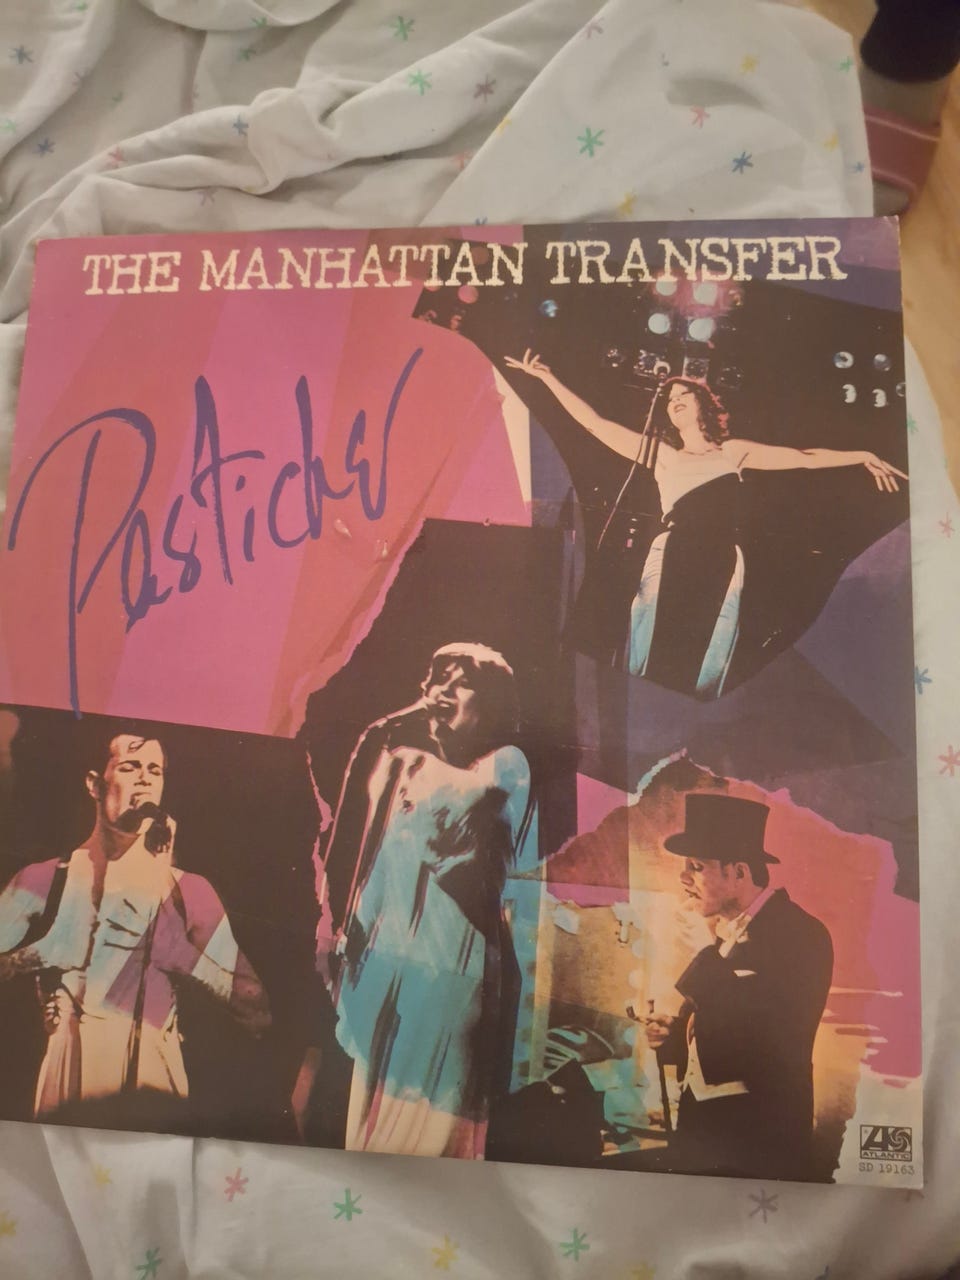 THE MANHATTAN TRANSFER
Pastiche
ATLANTIC
SD 19163